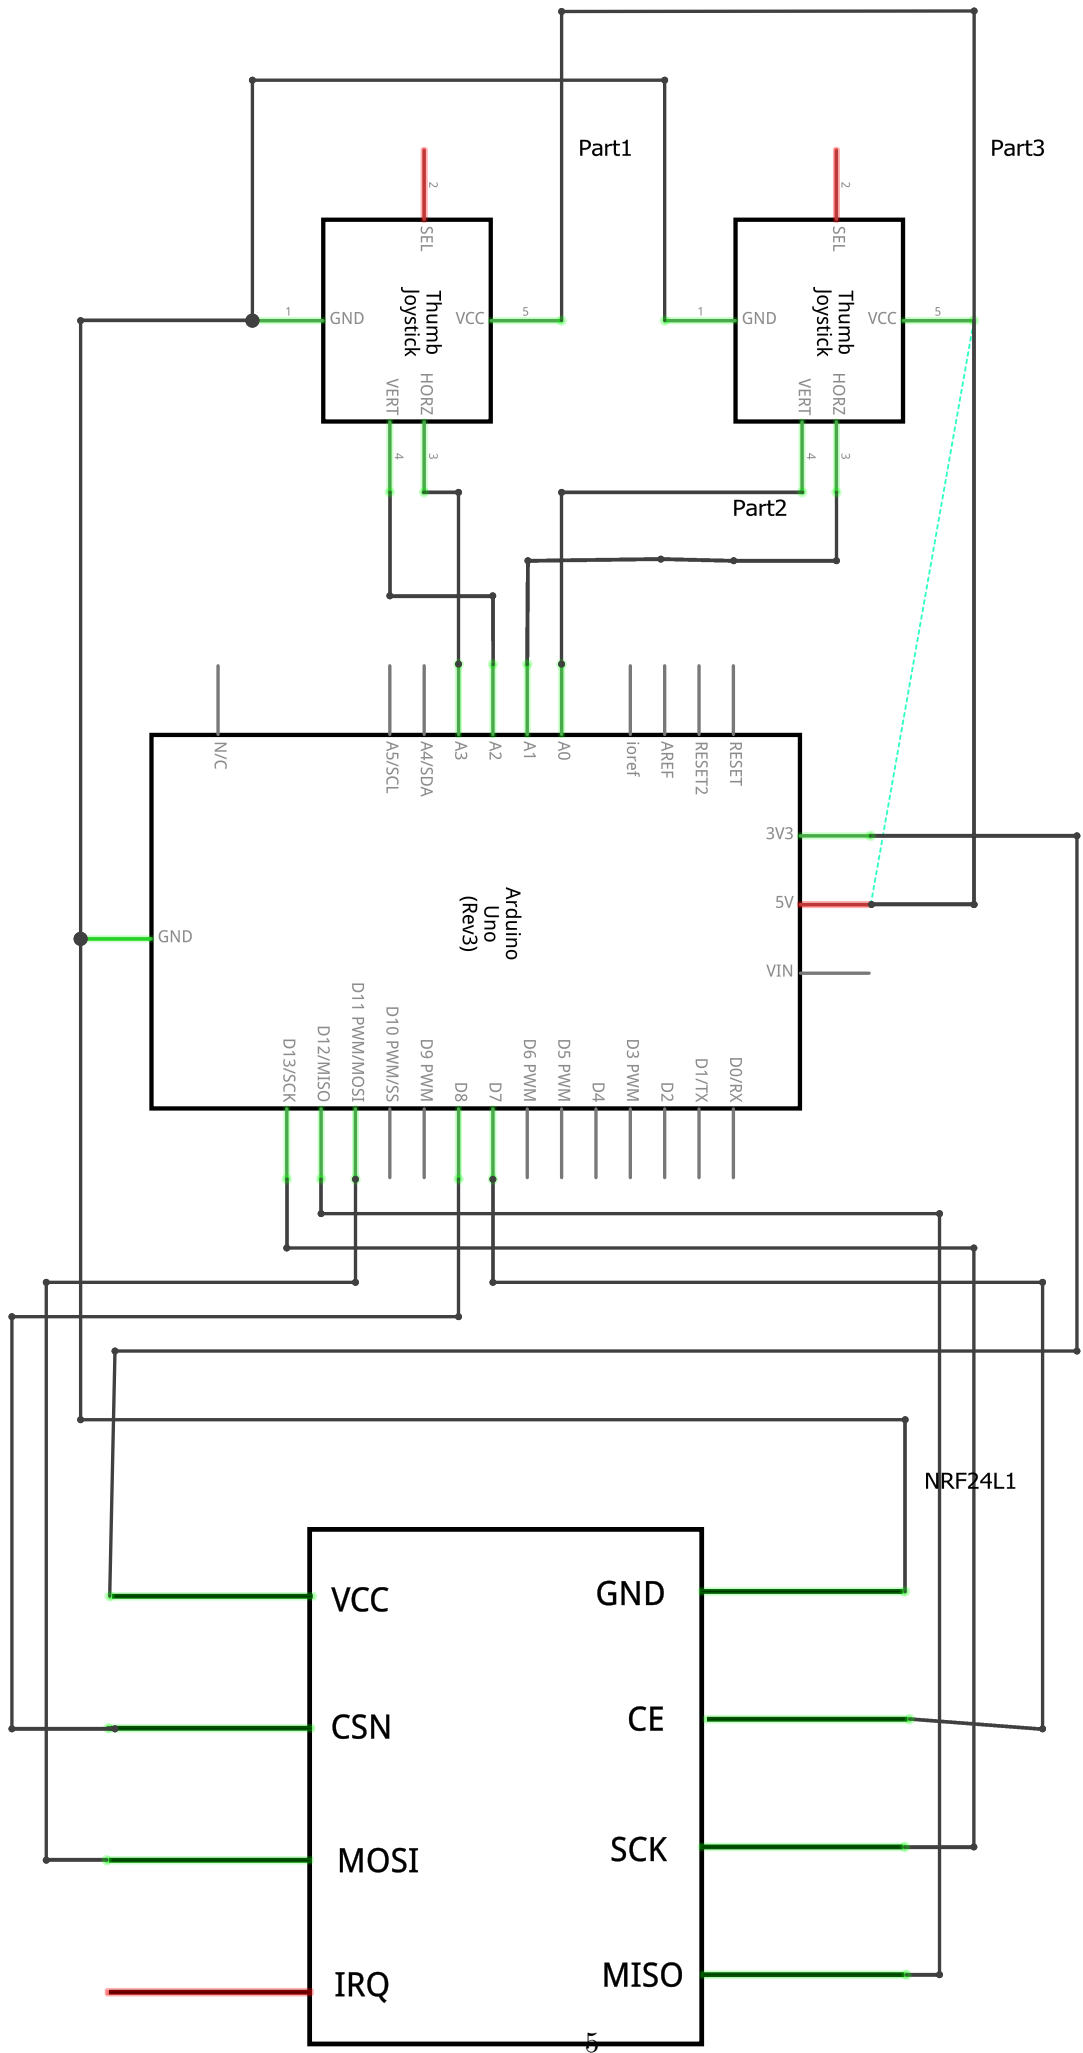 Part1
Part3
2
SEL
Thumb
Joystick
1
GND
VCC
5
VERT
HORZ
4
3
2
SEL
Thumb
Joystick
1
GND
VCC
5
VERT
HORZ
4
3
Part2
N/C
A5/SCL
A4/SDA
A3
A2
A1
A0
ioref
AREF
RESET2
RESET
3V3
5V
VIN
GND
Arduino
Uno
(Rev3)
D13/SCK
D12/MISO
D11 PWM/MOSI
D10 PWM/SS
D9 PWM
D8
D7
D6 PWM
D5 PWM
D4
D3 PWM
D2
D1/TX
D0/RX
NRF24L1
VCC
GND
CSN
CE
MOSI
SCK
IRQ
MISO
5